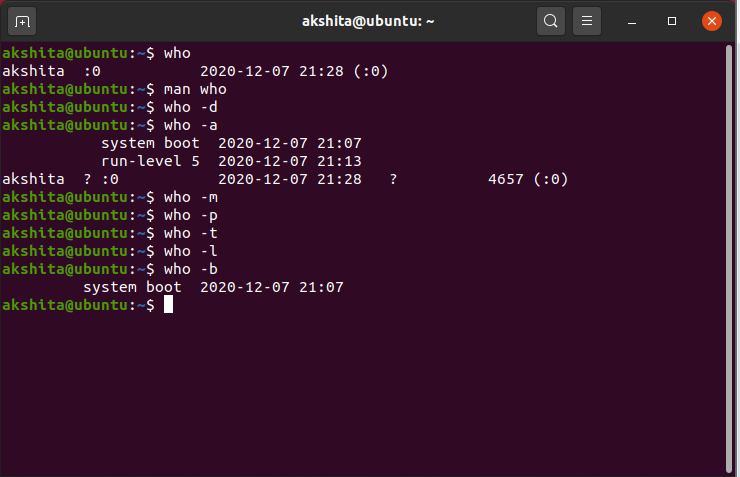 akshita@ubuntu: ~
akshita@ubuntu:~$ who
akshita  :0           2020-12-07 21:28 (:0)
akshita@ubuntu:~$ man who
akshita@ubuntu:~$ who -d
akshita@ubuntu:~$ who -a
           system boot  2020-12-07 21:07
           run-level 5  2020-12-07 21:13
akshita  ? :0           2020-12-07 21:28   ?          4657 (:0)
akshita@ubuntu:~$ who -m
akshita@ubuntu:~$ who -p
akshita@ubuntu:~$ who -t
akshita@ubuntu:~$ who -l
akshita@ubuntu:~$ who -b
         system boot  2020-12-07 21:07
akshita@ubuntu:~$